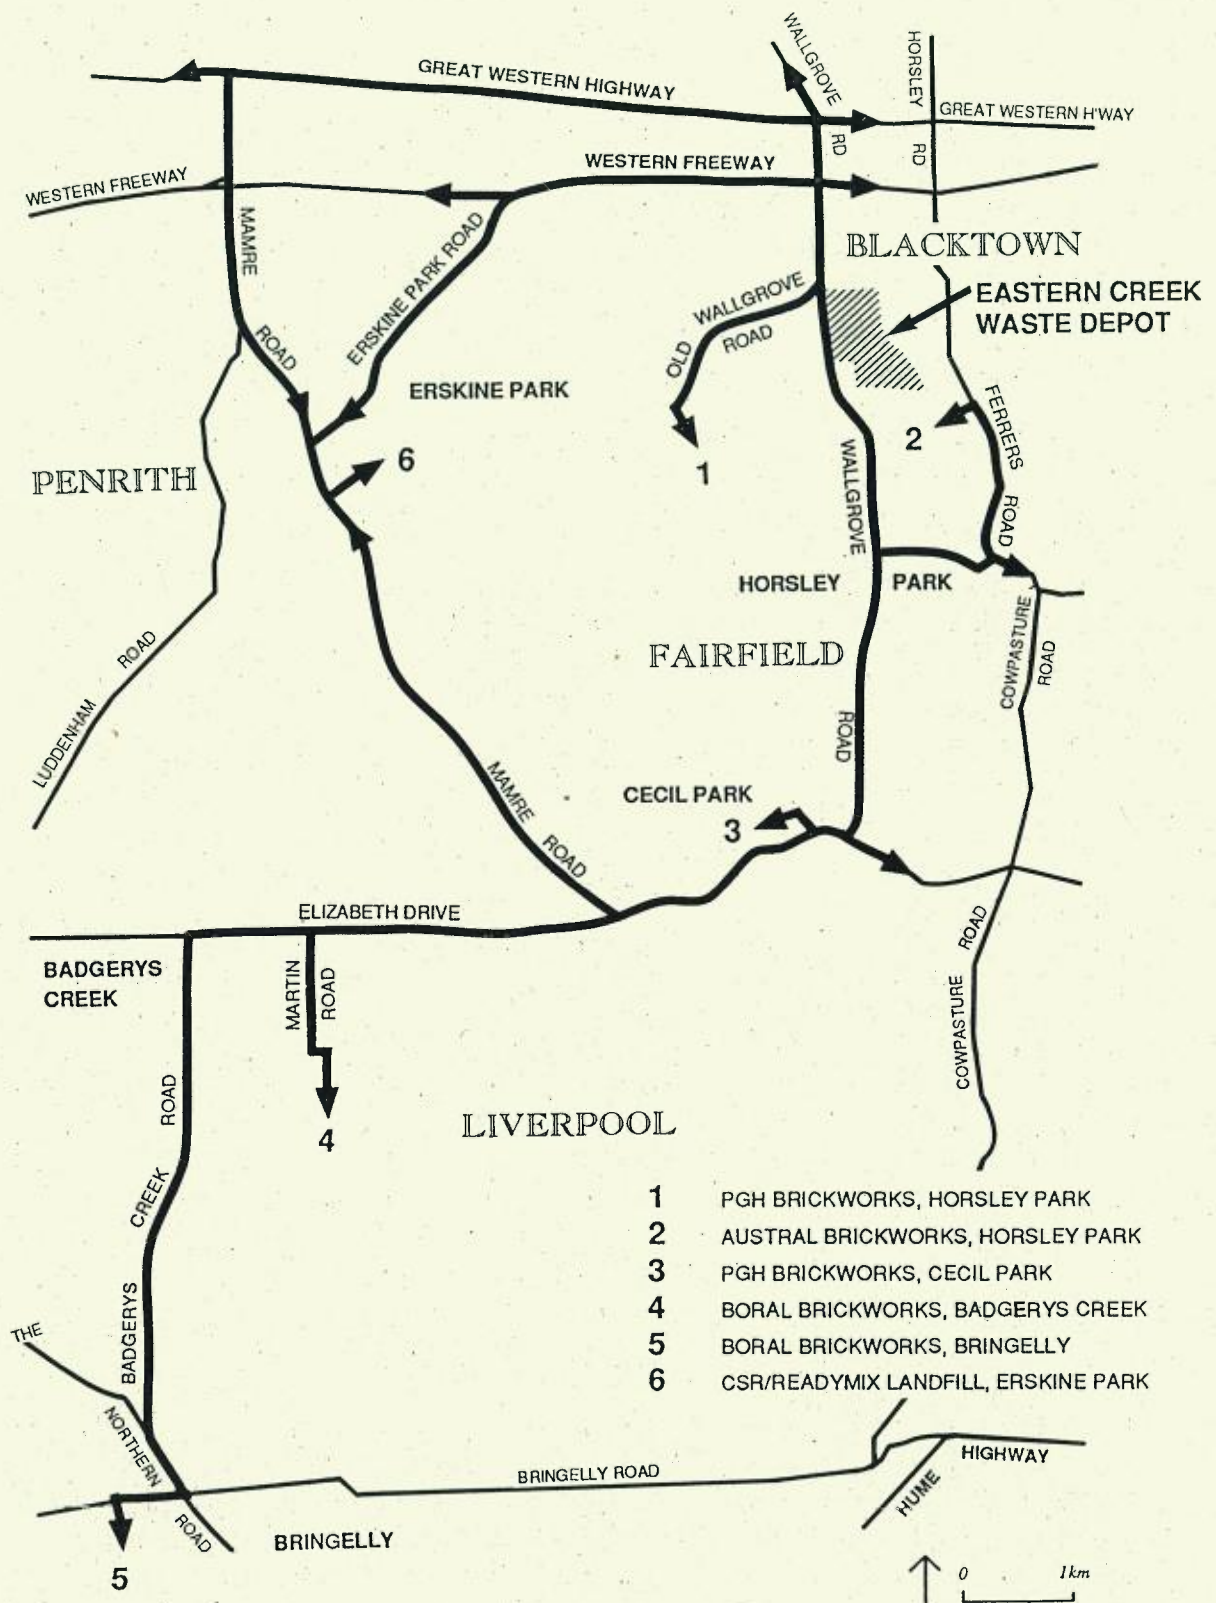 WALLGROVE
RD
HORSLEY
RD
GREAT WESTERN HIGHWAY
GREAT WESTERN H'WAY
WESTERN FREEWAY
WESTERN FREEWAY
MAMRE
ROAD
ERSKINE PARK ROAD
BLACKTOWN
EASTERN CREEK
WASTE DEPOT
OLD
WALLGROVE
ROAD
ERSKINE PARK
FERRERS
ROAD
2
6
1
PENRITH
WALLGROVE
ROAD
HORSLEY PARK
COWPASTURE
ROAD
FAIRFIELD
LUDDENHAM
ROAD
MAMRE
ROAD
CECIL PARK
3
ELIZABETH DRIVE
BADGERYS
CREEK
MARTIN
ROAD
COWPASTURE
ROAD
4
LIVERPOOL
BADGERYS
CREEK
ROAD
1 PGH BRICKWORKS, HORSLEY PARK
2 AUSTRAL BRICKWORKS, HORSLEY PARK
3 PGH BRICKWORKS, CECIL PARK
4 BORAL BRICKWORKS, BADGERYS CREEK
5 BORAL BRICKWORKS, BRINGELLY
6 CSR/READYMIX LANDFILL, ERSKINE PARK
THE
NORTHERN
ROAD
BRINGELLY ROAD
HUME
HIGHWAY
BRINGELLY
5
0 1km